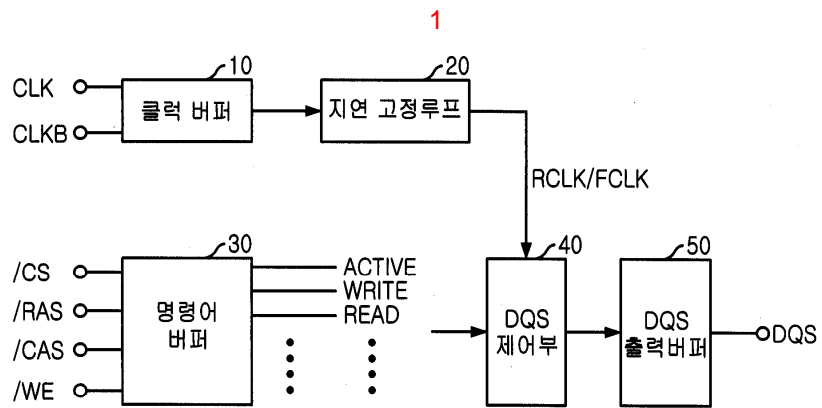 1
10
20
CLK
CLKB
클럭 버퍼
지연 고정루프
RCLK/FCLK
30
40
50
/CS
/RAS
/CAS
/WE
명령어
버퍼
ACTIVE
WRITE
READ
DQS
제어부
DQS
출력버퍼
DQS